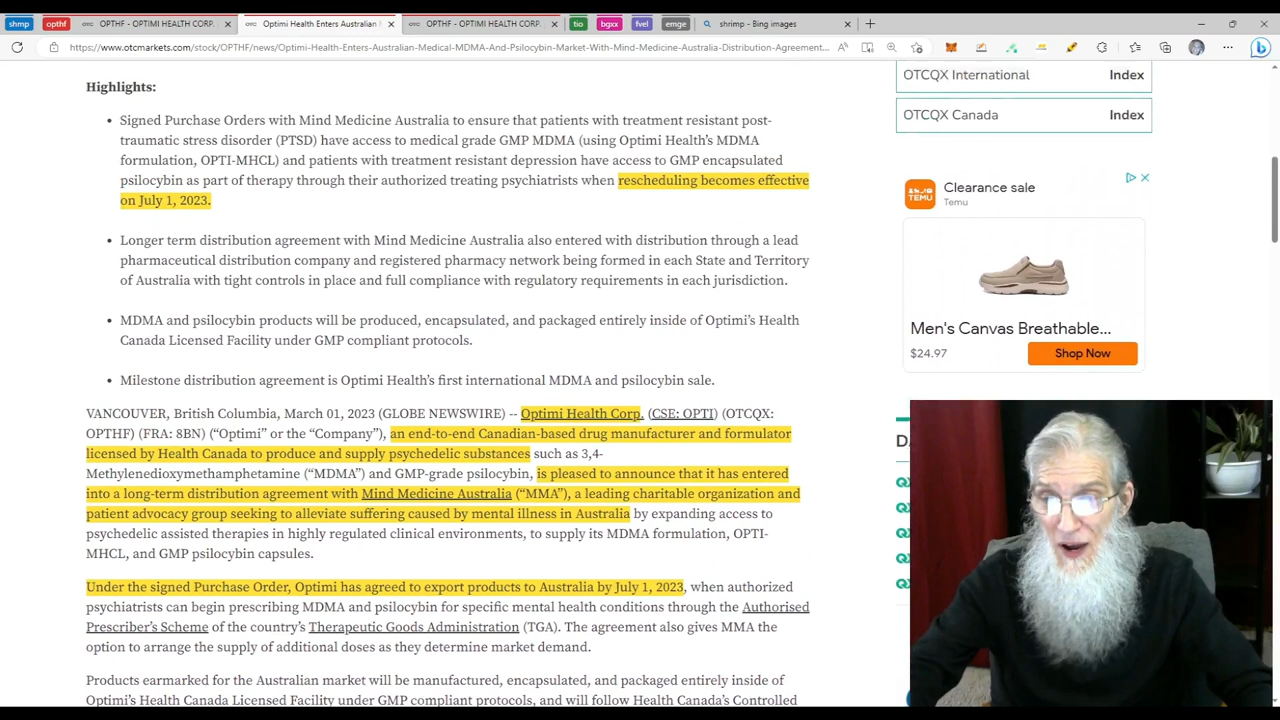 shmp
opthf
OPTHF - OPTIMI HEALTH CORP.
Optimi Health Enters Australian
OPTHF - OPTIMI HEALTH CORP.
tio
bgxx
fvel
emge
shrimp - Bing images
https://www.otcmarkets.com/stock/OPTHF/news/Optimi-Health-Enters-Australian-Medical-MDMA-And-Psilocybin-Market-With-Mind-Medicine-Australia-Distribution-Agreement...
Highlights:
• Signed Purchase Orders with Mind Medicine Australia to ensure that patients with treatment resistant post-
traumatic stress disorder (PTSD) have access to medical grade GMP MDMA (using Optimi Health's MDMA
formulation, OPTI-MHCL) and patients with treatment resistant depression have access to GMP encapsulated
psilocybin as part of therapy through their authorized treating psychiatrists when rescheduling becomes effective
on July 1, 2023.
• Longer term distribution agreement with Mind Medicine Australia also entered with distribution through a lead
pharmaceutical distribution company and registered pharmacy network being formed in each State and Territory
of Australia with tight controls in place and full compliance with regulatory requirements in each jurisdiction.
• MDMA and psilocybin products will be produced, encapsulated, and packaged entirely inside of Optimi's Health
Canada Licensed Facility under GMP compliant protocols.
• Milestone distribution agreement is Optimi Health's first international MDMA and psilocybin sale.
VANCOUVER, British Columbia, March 01, 2023 (GLOBE NEWSWIRE) -- Optimi Health Corp. (CSE: OPTI) (OTCQX:
OPTHF) (FRA: 8BN) ("Optimi" or the "Company"), an end-to-end Canadian-based drug manufacturer and formulator
licensed by Health Canada to produce and supply psychedelic substances such as 3,4-
Methylenedioxymethamphetamine ("MDMA") and GMP-grade psilocybin, is pleased to announce that it has entered
into a long-term distribution agreement with Mind Medicine Australia ("MMA"), a leading charitable organization and
patient advocacy group seeking to alleviate suffering caused by mental illness in Australia by expanding access to
psychedelic assisted therapies in highly regulated clinical environments, to supply its MDMA formulation, OPTI-
MHCL, and GMP psilocybin capsules.
Under the signed Purchase Order, Optimi has agreed to export products to Australia by July 1, 2023, when authorized
psychiatrists can begin prescribing MDMA and psilocybin for specific mental health conditions through the Authorised
Prescriber's Scheme of the country's Therapeutic Goods Administration (TGA). The agreement also gives MMA the
option to arrange the supply of additional doses as they determine market demand.
Products earmarked for the Australian market will be manufactured, encapsulated, and packaged entirely inside of
Optimi's Health Canada Licensed Facility under GMP compliant protocols, and will follow Health Canada's Controlled
OTCQX International Index
OTCQX Canada Index
TEMU
Clearance sale
Temu
Men's Canvas Breathable...
$24.97
Shop Now